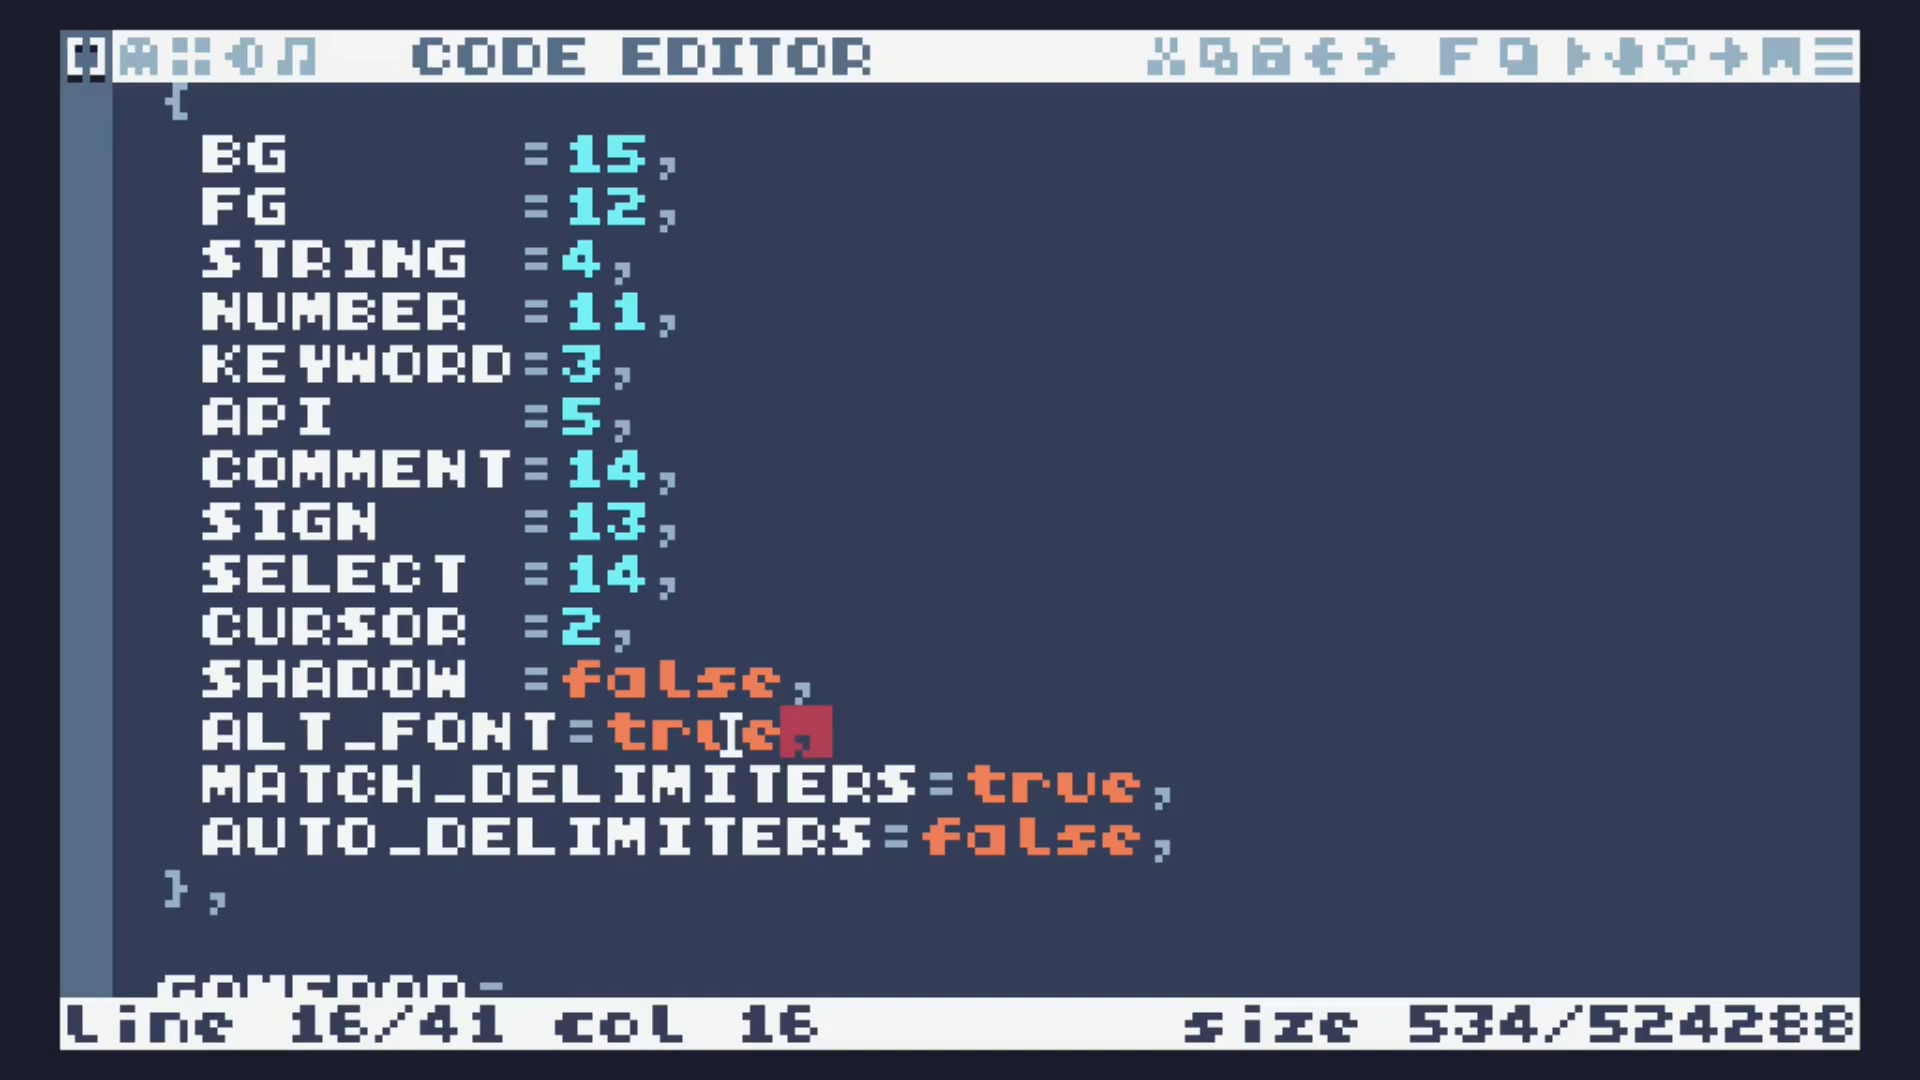 CODE EDITOR
{
BG =15,
FG =12,
STRING =4,
NUMBER =11,
KEYWORD=3,
API =5,
COMMENT=14,
SIGN =13,
SELECT =14,
CURSOR =2,
SHADOW =false,
ALT_FONT=true,
MATCH_DELIMITERS=true,
AUTO_DELIMITERS=false,
},
line 16/41 col 16 size 534/524288